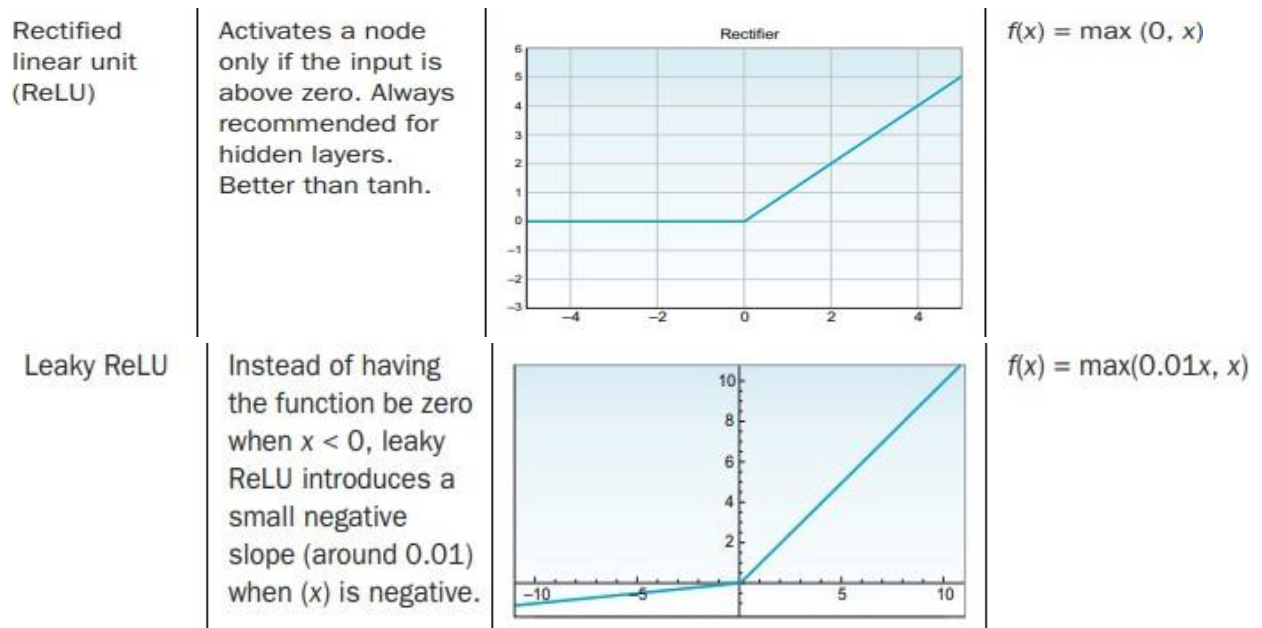 Rectified
linear unit
(ReLU)
Activates a node
only if the input is
above zero. Always
recommended for
hidden layers.
Better than tanh.
Rectifier
6
5
4
3
2
1
0
–1
–2
–3
–4 –2 0 2 4
f(x) = max (0, x)
Leaky ReLU
Instead of having
the function be zero
when x < 0, leaky
ReLU introduces a
small negative
slope (around 0.01)
when (x) is negative.
10
8
6
4
2
–10 –5 5 10
f(x) = max(0.01x, x)